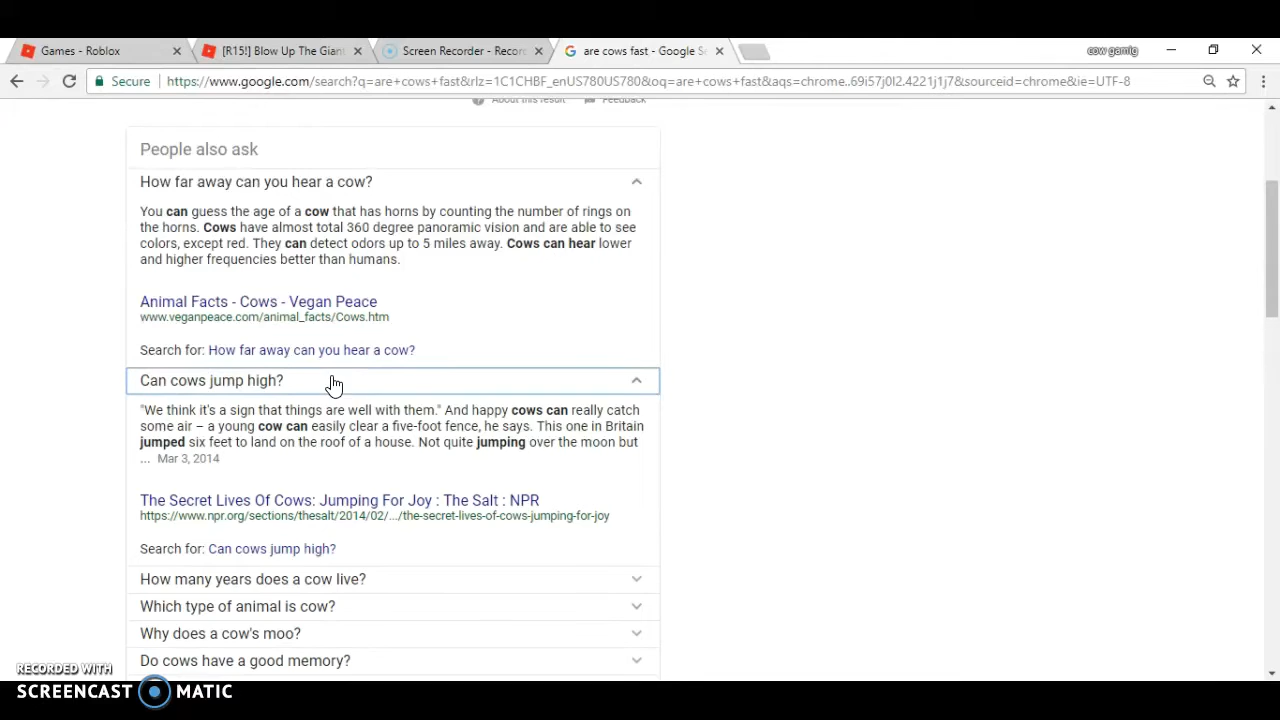 Games - Roblox
[R15!] Blow Up The Giant
Screen Recorder - Record
are cows fast - Google Se
cow gamig
Secure
https://www.google.com/search?q=are+cows+fast&rlz=1C1CHBF_enUS780US780&oq=are+cows+fast&aqs=chrome..69i57j0l2.4221j1j7&sourceid=chrome&ie=UTF-8
About this result
Feedback
People also ask
How far away can you hear a cow?
You can guess the age of a cow that has horns by counting the number of rings on
the horns. Cows have almost total 360 degree panoramic vision and are able to see
colors, except red. They can detect odors up to 5 miles away. Cows can hear lower
and higher frequencies better than humans.
Animal Facts - Cows - Vegan Peace
www.veganpeace.com/animal_facts/Cows.htm
Search for: How far away can you hear a cow?
Can cows jump high?
"We think it's a sign that things are well with them." And happy cows can really catch
some air – a young cow can easily clear a five-foot fence, he says. This one in Britain
jumped six feet to land on the roof of a house. Not quite jumping over the moon but
... Mar 3, 2014
The Secret Lives Of Cows: Jumping For Joy : The Salt : NPR
https://www.npr.org/sections/thesalt/2014/02/.../the-secret-lives-of-cows-jumping-for-joy
Search for: Can cows jump high?
How many years does a cow live?
Which type of animal is cow?
Why does a cow's moo?
Do cows have a good memory?
RECORDED WITH
SCREENCAST MATIC